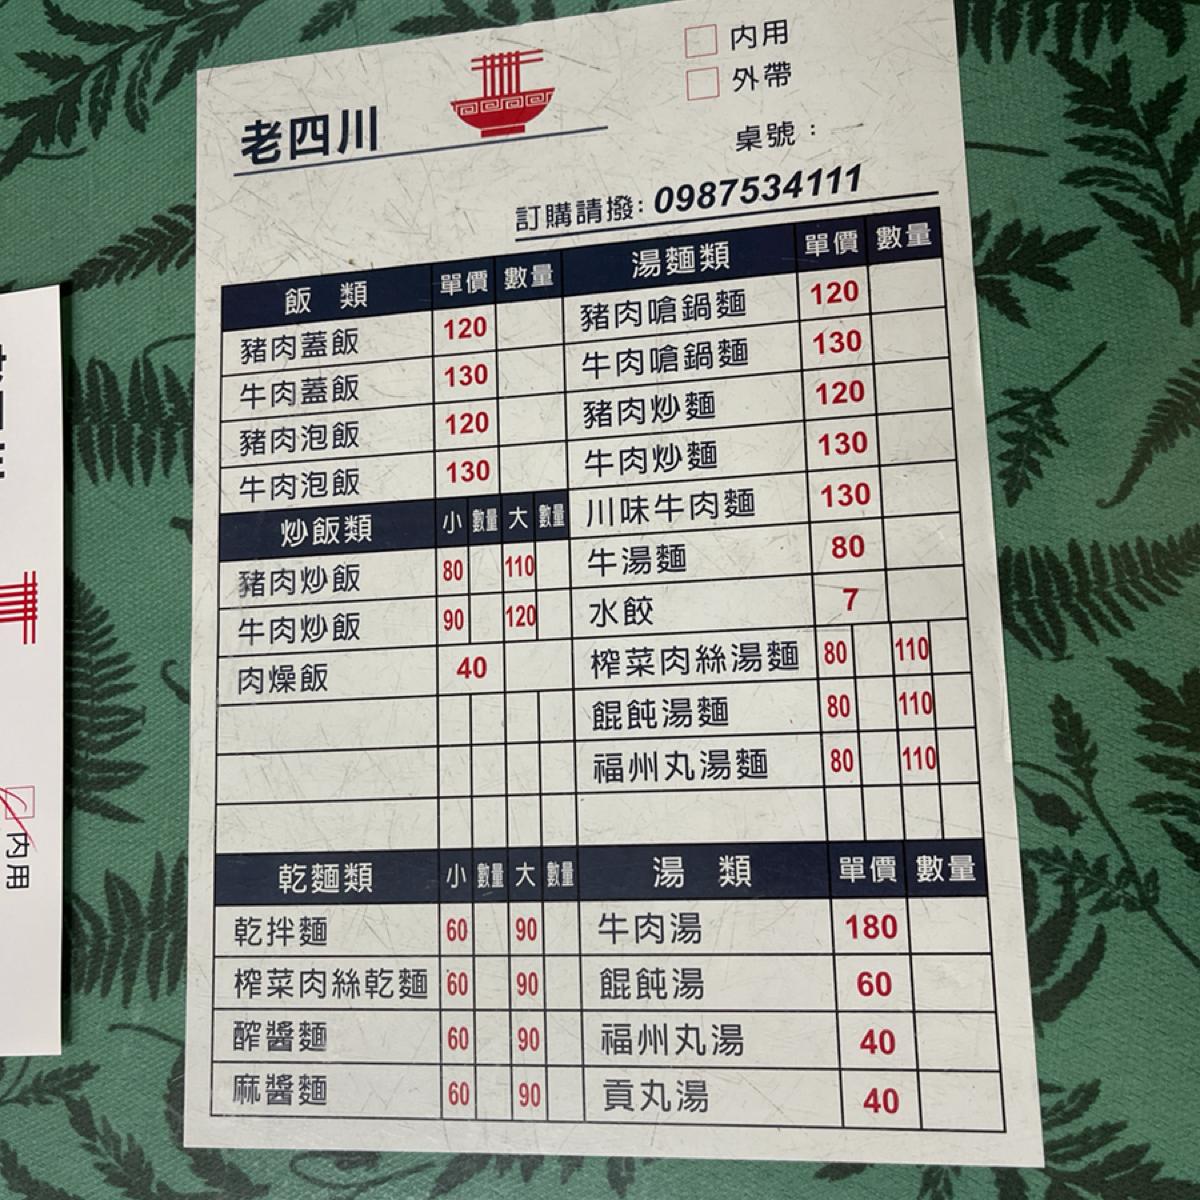 老四川
內用
外帶
桌號：
訂購請撥: 0987534111
飯 類 單價 數量
豬肉蓋飯 120
牛肉蓋飯 130
豬肉泡飯 120
牛肉泡飯 130
炒飯類 小 數量 大 數量
豬肉炒飯 80 110
牛肉炒飯 90 120
肉燥飯 40
湯麵類 單價 數量
豬肉嗆鍋麵 120
牛肉嗆鍋麵 130
豬肉炒麵 120
牛肉炒麵 130
川味牛肉麵 130
牛湯麵 80
水餃 7
榨菜肉絲湯麵 80 110
餛飩湯麵 80 110
福州丸湯麵 80 110
乾麵類 小 數量 大 數量
乾拌麵 60 90
榨菜肉絲乾麵 60 90
醡醬麵 60 90
麻醬麵 60 90
湯 類 單價 數量
牛肉湯 180
餛飩湯 60
福州丸湯 40
貢丸湯 40
內用